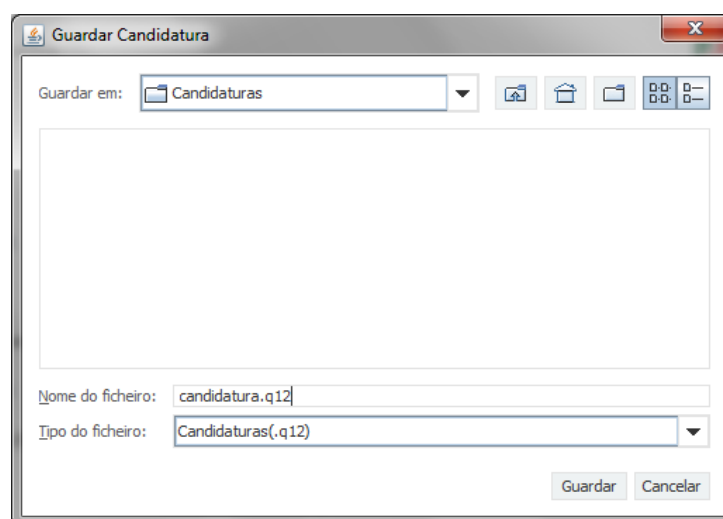 Guardar Candidatura
Guardar em: Candidaturas
Nome do ficheiro: candidatura.q12
Tipo do ficheiro: Candidaturas(.q12)
Guardar Cancelar